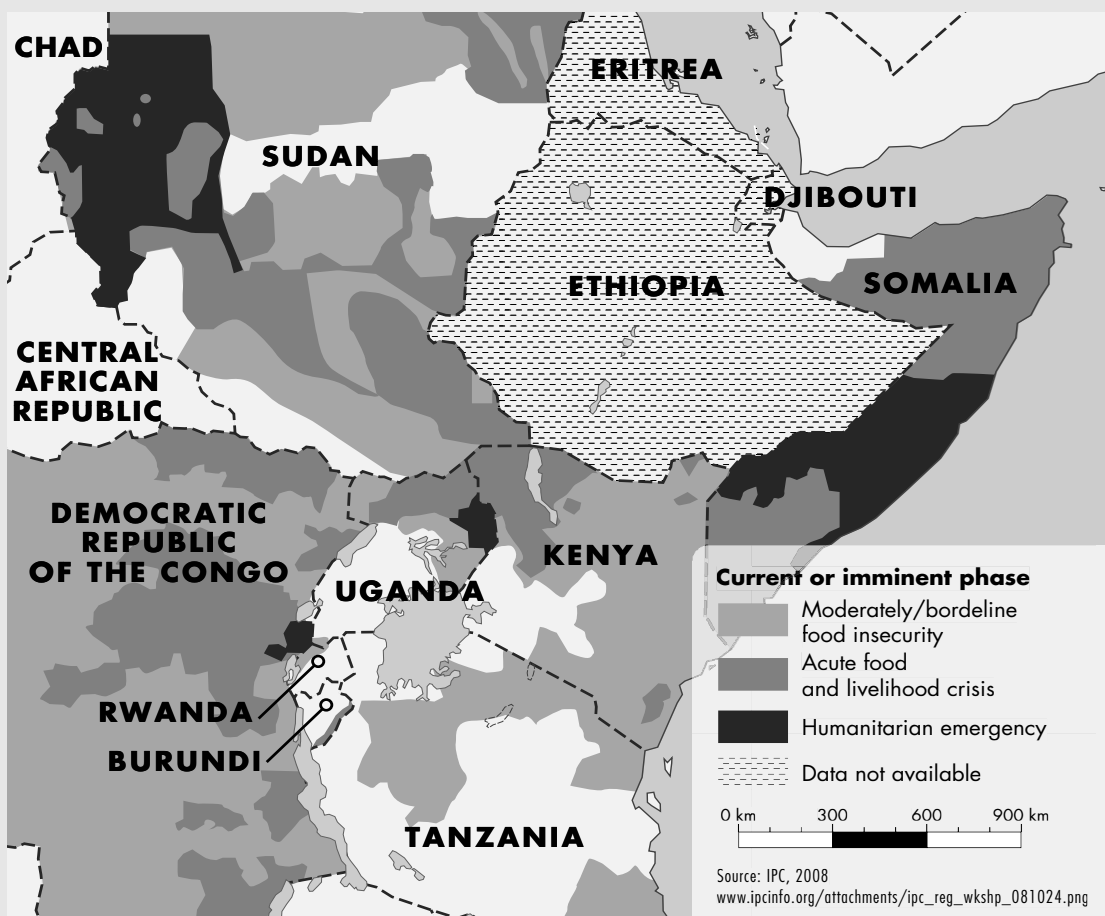 CHAD
ERITREA
SUDAN
DJIBOUTI
ETHIOPIA
SOMALIA
CENTRAL
AFRICAN
REPUBLIC
DEMOCRATIC
REPUBLIC
OF THE CONGO
KENYA
UGANDA
RWANDA
BURUNDI
TANZANIA
Current or imminent phase
Moderately/bordeline
food insecurity
Acute food
and livelihood crisis
Humanitarian emergency
Data not available
0 km 300 600 900 km
Source: IPC, 2008
www.ipcinfo.org/attachments/ipc_reg_wkshp_081024.png